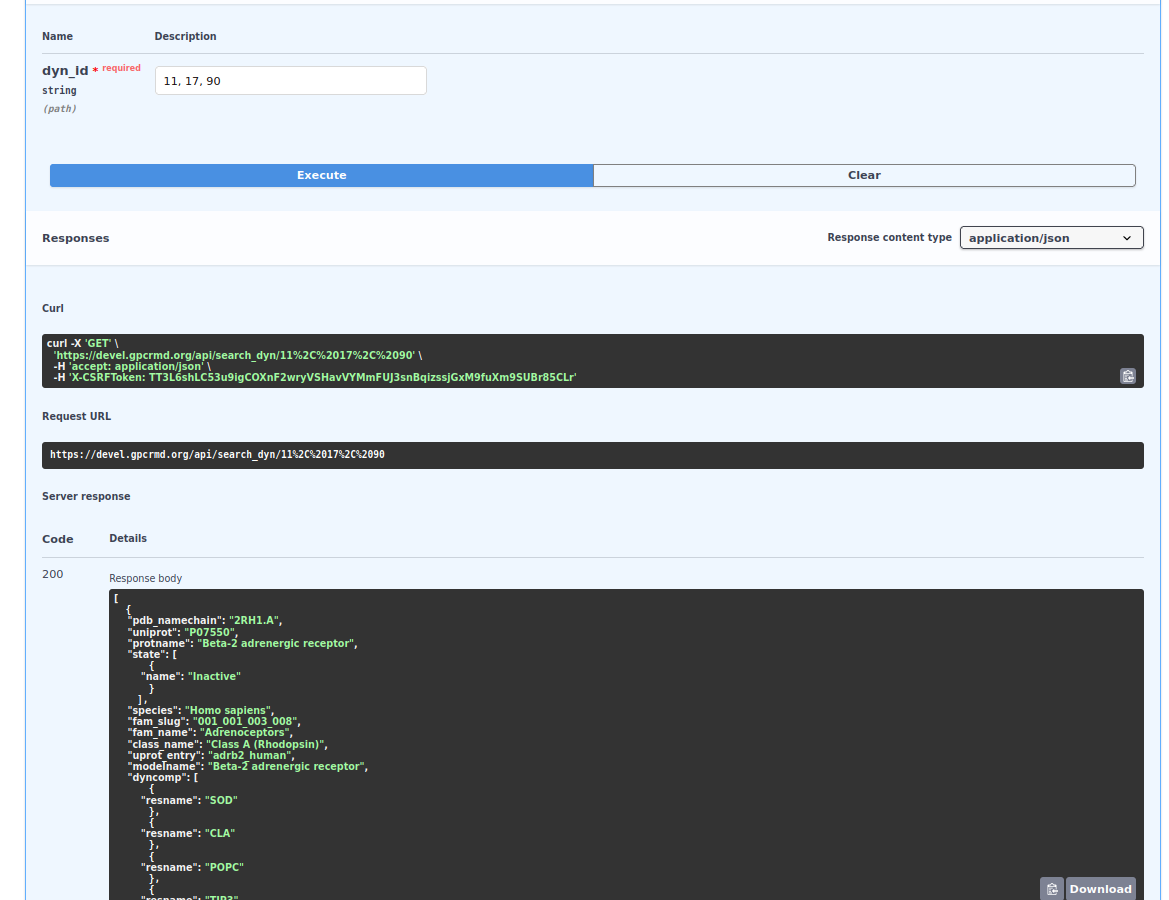 Name Description
dyn_id * required
string
(path)
11, 17, 90
Execute Clear
Responses Response content type application/json
Curl
curl -X 'GET' \
'https://devel.gpcrmd.org/api/search_dyn/11%2C%2017%2C%2090' \
-H 'accept: application/json' \
-H 'X-CSRFToken: TT3L6shLC53u9igCOXnF2wryVSHavVYMmFUJ3snBqizssjGxM9fuXm9SUBr85CLr'
Request URL
https://devel.gpcrmd.org/api/search_dyn/11%2C%2017%2C%2090
Server response
Code Details
200
Response body
[
{
"pdb_namechain": "2RH1.A",
"uniprot": "P07550",
"protname": "Beta-2 adrenergic receptor",
"state": [
{
"name": "Inactive"
}
],
"species": "Homo sapiens",
"fam_slug": "001_001_003_008",
"fam_name": "Adrenoceptors",
"class_name": "Class A (Rhodopsin)",
"uprot_entry": "adrb2_human",
"modelname": "Beta-2 adrenergic receptor",
"dyncomp": [
{
"resname": "SOD"
},
{
"resname": "CLA"
},
{
"resname": "POPC"
},
{
"resname": "TIP3"
Download